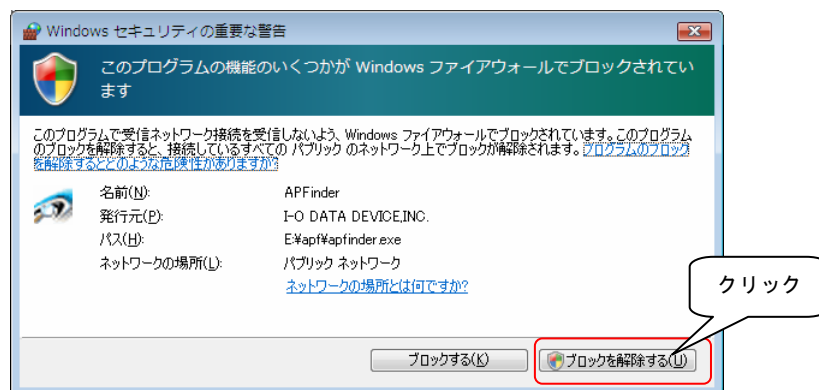 Windows セキュリティの重要な警告
このプログラムの機能のいくつかが Windows ファイアウォールでブロックされてい
ます
このプログラムで受信ネットワーク接続を受信しないよう、Windows ファイアウォールでブロックされています。このプログラム
のブロックを解除すると、接続しているすべての パブリック のネットワーク上でブロックが解除されます。プログラムのブロック
を解除するとどのような危険性がありますか?
名前(N): APFinder
発行元(P): I-O DATA DEVICE,INC.
パス(H): E:¥apf¥apfinder.exe
ネットワークの場所(L): パブリック ネットワーク
ネットワークの場所とは何ですか?
クリック
ブロックする(K) ブロックを解除する(U)